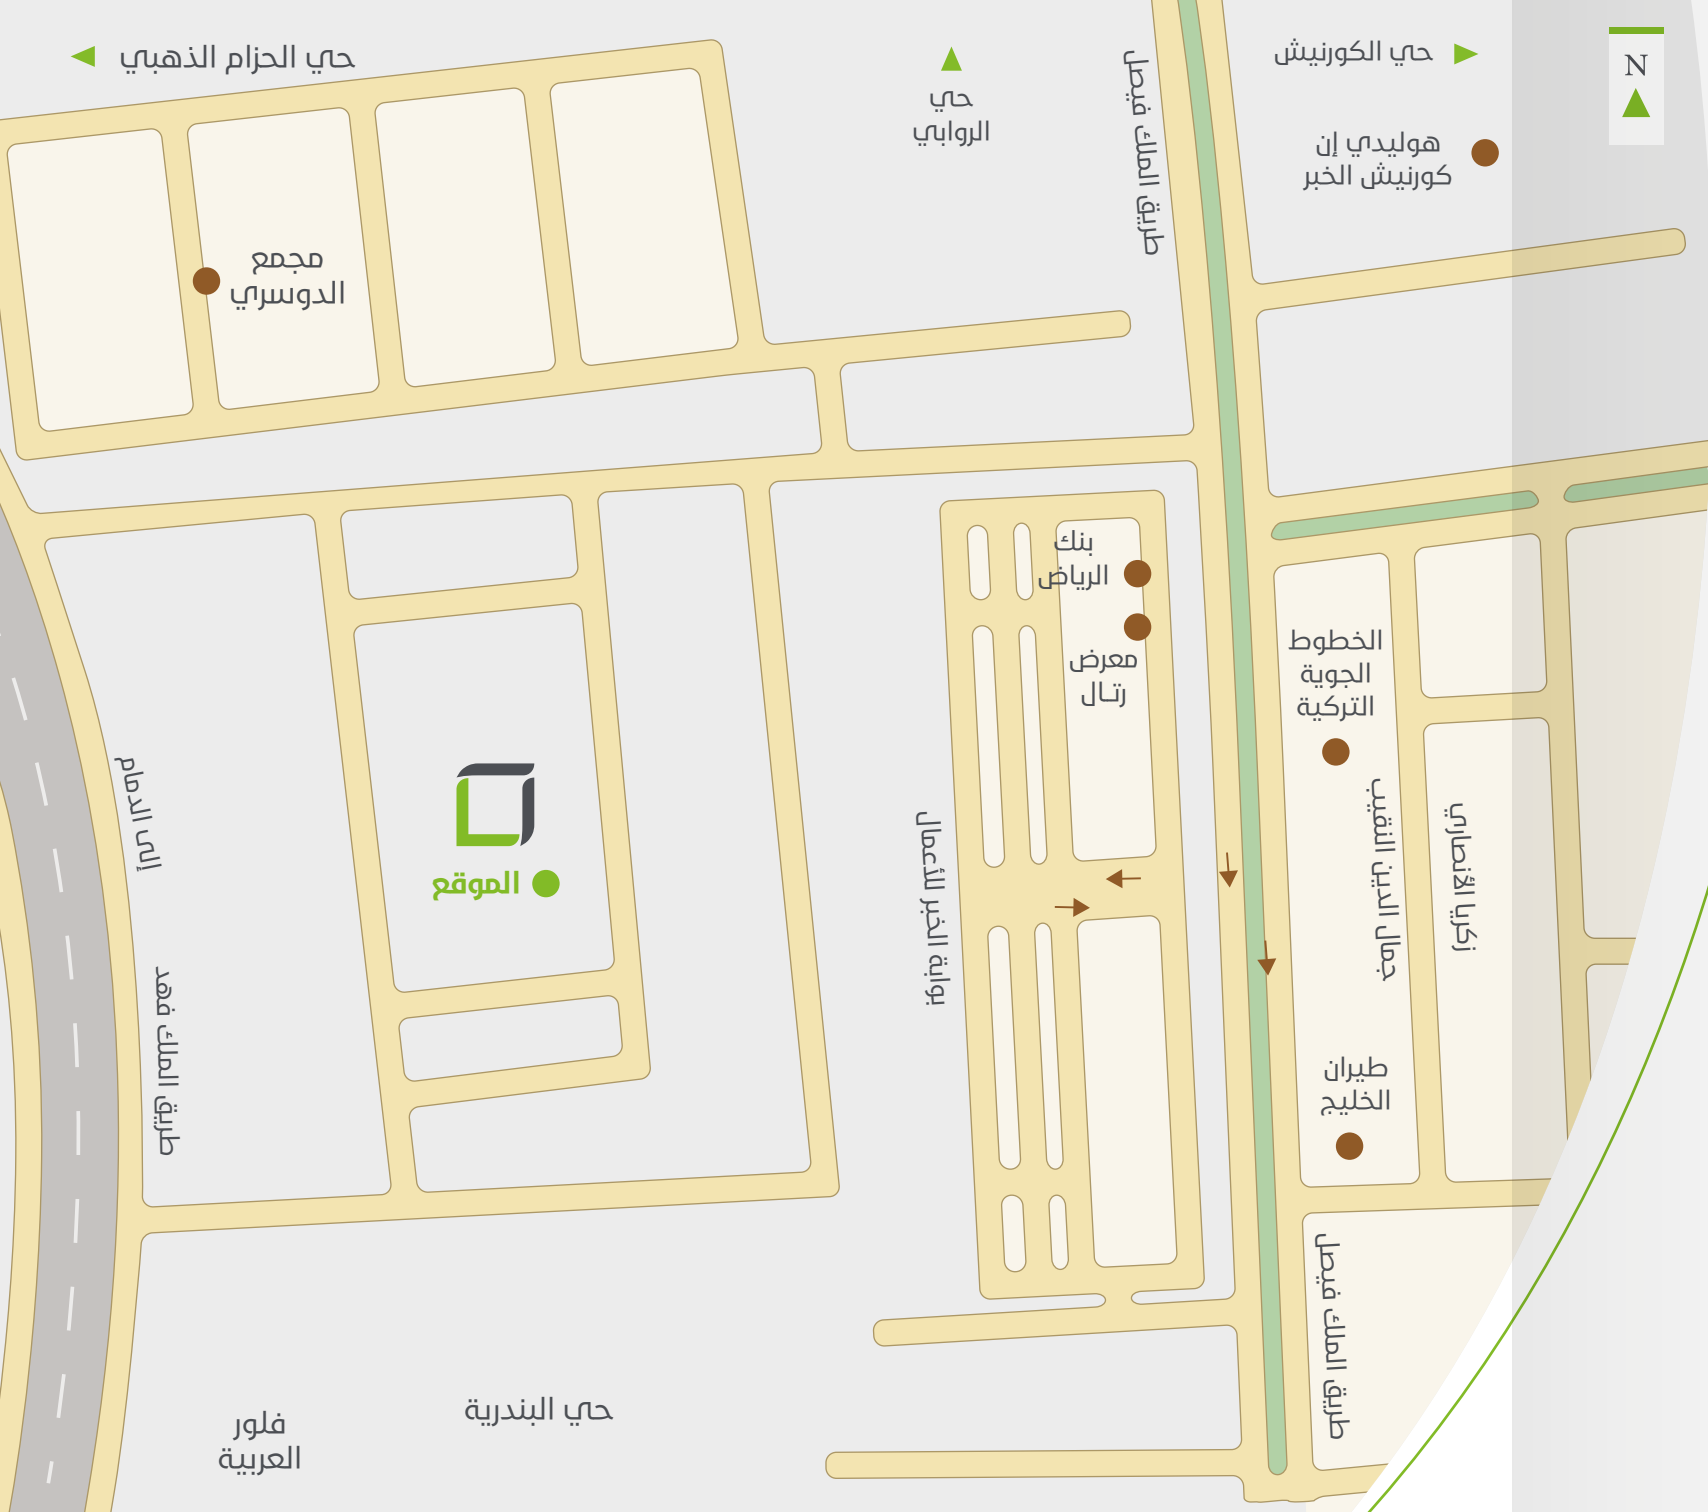 حي الكورنيش
N
حي الحزام الذهبي
حي
الروابي
طريق الملك فيصل
هوليدي إن
كورنيش الخبر
مجمع
الدوسري
بنك
الرياض
معرض
رتـال
الخطوط
الجوية
التركية
جمال الدين النقيب
زكريا الأنصاري
إلى الدمام
الموقع
بوابة الخبر للأعمال
طريق الملك فهد
طيران
الخليج
طريق الملك فيصل
حي البندرية
فلور
العربية